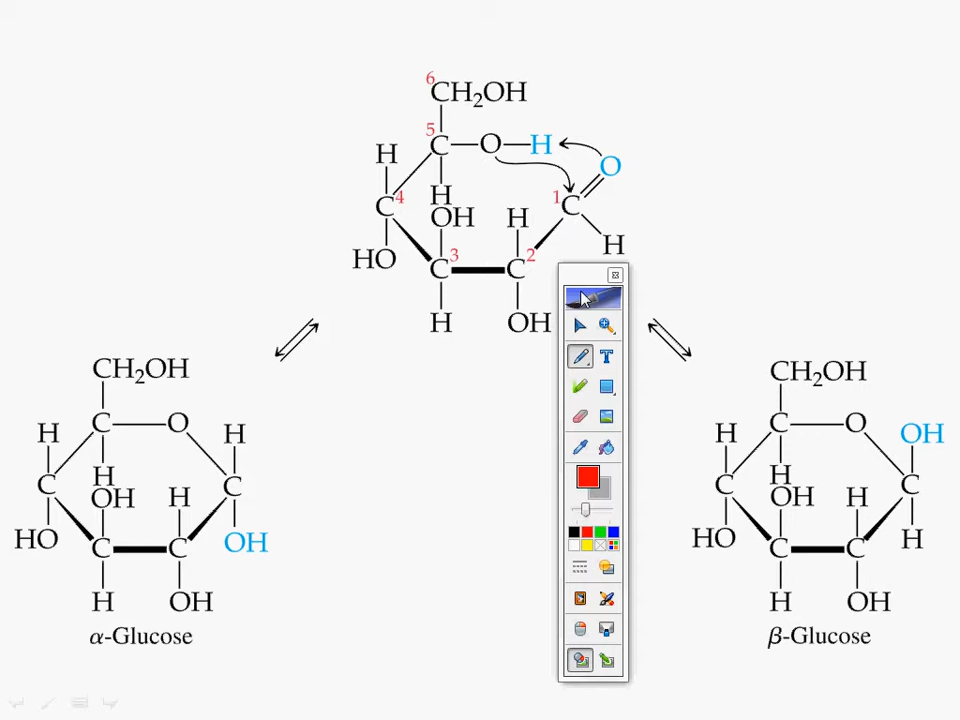 6
CH2OH
5
H C O H O
4 H 1
C OH H C
HO 3 2 H
C C
H OH
CH2OH
H C O H
H
C OH H C
HO C C OH
H OH
α-Glucose
T
CH2OH
H C O OH
H
C OH H C
HO C C H
H OH
β-Glucose